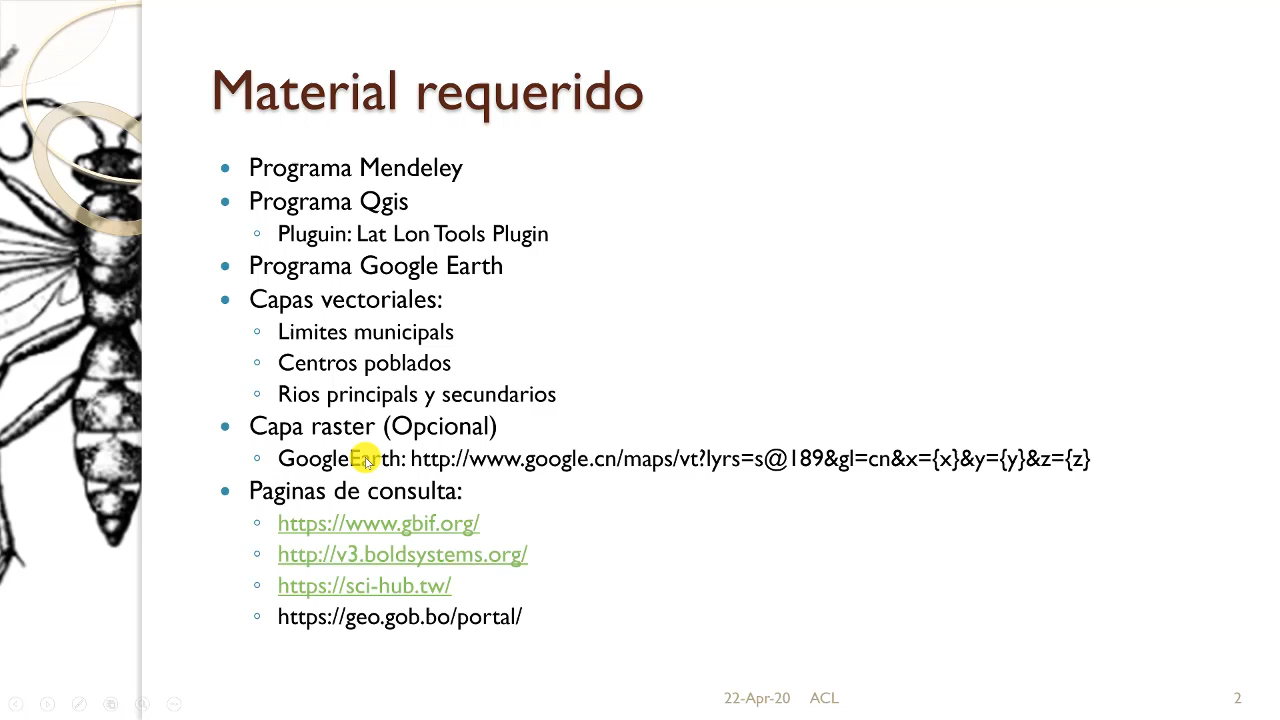 Material requerido
Programa Mendeley
Programa Qgis
Pluguin: Lat Lon Tools Plugin
Programa Google Earth
Capas vectoriales:
Limites municipals
Centros poblados
Rios principals y secundarios
Capa raster (Opcional)
GoogleEarth: http://www.google.cn/maps/vt?lyrs=s@189&gl=cn&x={x}&y={y}&z={z}
Paginas de consulta:
https://www.gbif.org/
http://v3.boldsystems.org/
https://sci-hub.tw/
https://geo.gob.bo/portal/
22-Apr-20 ACL 2